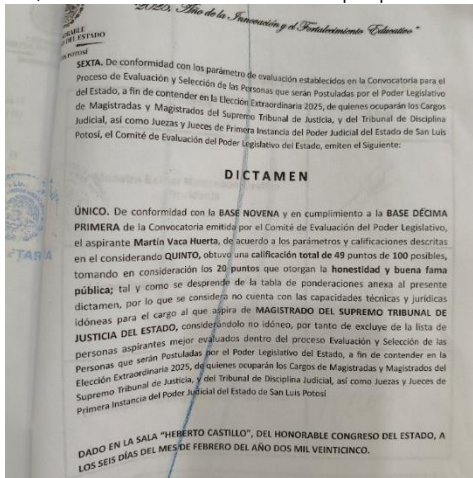 "2025, Año de la Innovación y el Fortalecimiento Educativo"
DEL ESTADO
POTOSÍ
SEXTA. De conformidad con los parámetro de evaluación establecidos en la Convocatoria para el
Proceso de Evaluación y Selección de las Personas que serán Postuladas por el Poder Legislativo
del Estado, a fin de contender en la Elección Extraordinaria 2025, de quienes ocuparán los Cargos
de Magistradas y Magistrados del Supremo Tribunal de Justicia, y del Tribunal de Disciplina
Judicial, así como Juezas y Jueces de Primera Instancia del Poder Judicial del Estado de San Luis
Potosí, el Comité de Evaluación del Poder Legislativo del Estado, emiten el Siguiente:
DICTAMEN
ÚNICO. De conformidad con la BASE NOVENA y en cumplimiento a la BASE DÉCIMA
PRIMERA de la Convocatoria emitida por el Comité de Evaluación del Poder Legislativo,
el aspirante Martín Vaca Huerta, de acuerdo a los parámetros y calificaciones descritas
en el considerando QUINTO, obtuvo una calificación total de 49 puntos de 100 posibles,
tomando en consideración los 20 puntos que otorgan la honestidad y buena fama
pública; tal y como se desprende de la tabla de ponderaciones anexa al presente
dictamen, por lo que se considera no cuenta con las capacidades técnicas y jurídicas
idóneas para el cargo al que aspira de MAGISTRADO DEL SUPREMO TRIBUNAL DE
JUSTICIA DEL ESTADO, considerándolo no idóneo, por tanto de excluye de la lista de
personas aspirantes mejor evaluados dentro del proceso Evaluación y Selección de las
Personas que serán Postuladas por el Poder Legislativo del Estado, a fin de contender en la
Elección Extraordinaria 2025, de quienes ocuparán los Cargos de Magistradas y Magistrados del
Supremo Tribunal de Justicia, y del Tribunal de Disciplina Judicial, así como Juezas y Jueces de
Primera Instancia del Poder Judicial del Estado de San Luis Potosí
DADO EN LA SALA "HEBERTO CASTILLO", DEL HONORABLE CONGRESO DEL ESTADO, A
LOS SEIS DÍAS DEL MES DE FEBRERO DEL AÑO DOS MIL VEINTICINCO.